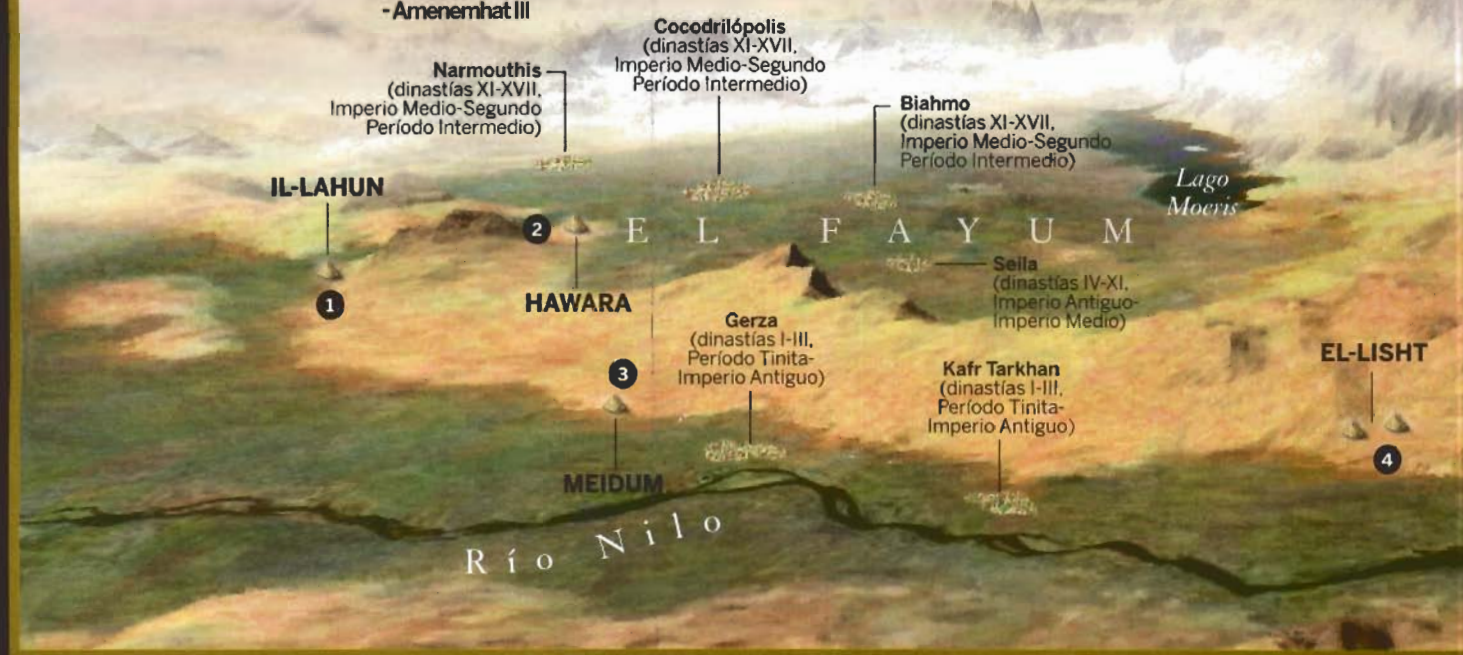 - Amenemhat III
Cocodrilópolis
(dinastías XI-XVII,
Imperio Medio-Segundo
Período Intermedio)
Narmouthis
(dinastías XI-XVII,
Imperio Medio-Segundo
Período Intermedio)
Biahmo
(dinastías XI-XVII,
Imperio Medio-Segundo
Período Intermedio)
Lago
Moeris
IL-LAHUN
1
2
HAWARA
EL FAYUM
Seila
(dinastías IV-XI,
Imperio Antiguo-
Imperio Medio)
Gerza
(dinastías I-III,
Período Tinita-
Imperio Antiguo)
3
MEIDUM
Kafr Tarkhan
(dinastías I-III,
Período Tinita-
Imperio Antiguo)
EL-LISHT
4
Río Nilo